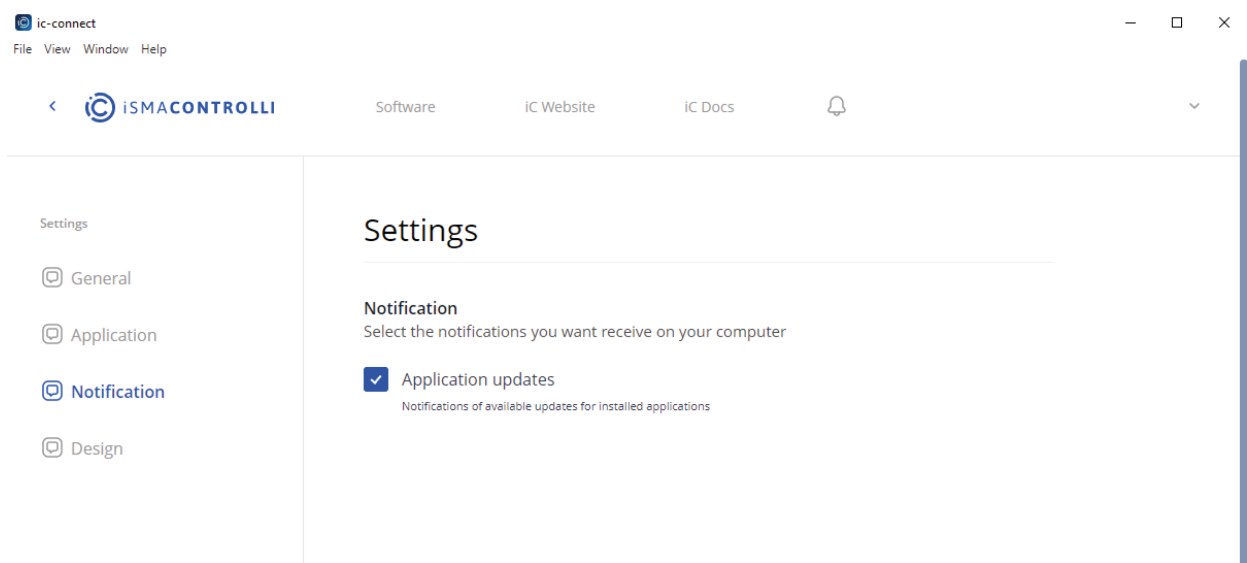 ic-connect
File View Window Help
iSMACONTROLLI
Software
iC Website
iC Docs
Settings
General
Application
Notification
Design
Settings
Notification
Select the notifications you want receive on your computer
Application updates
Notifications of available updates for installed applications